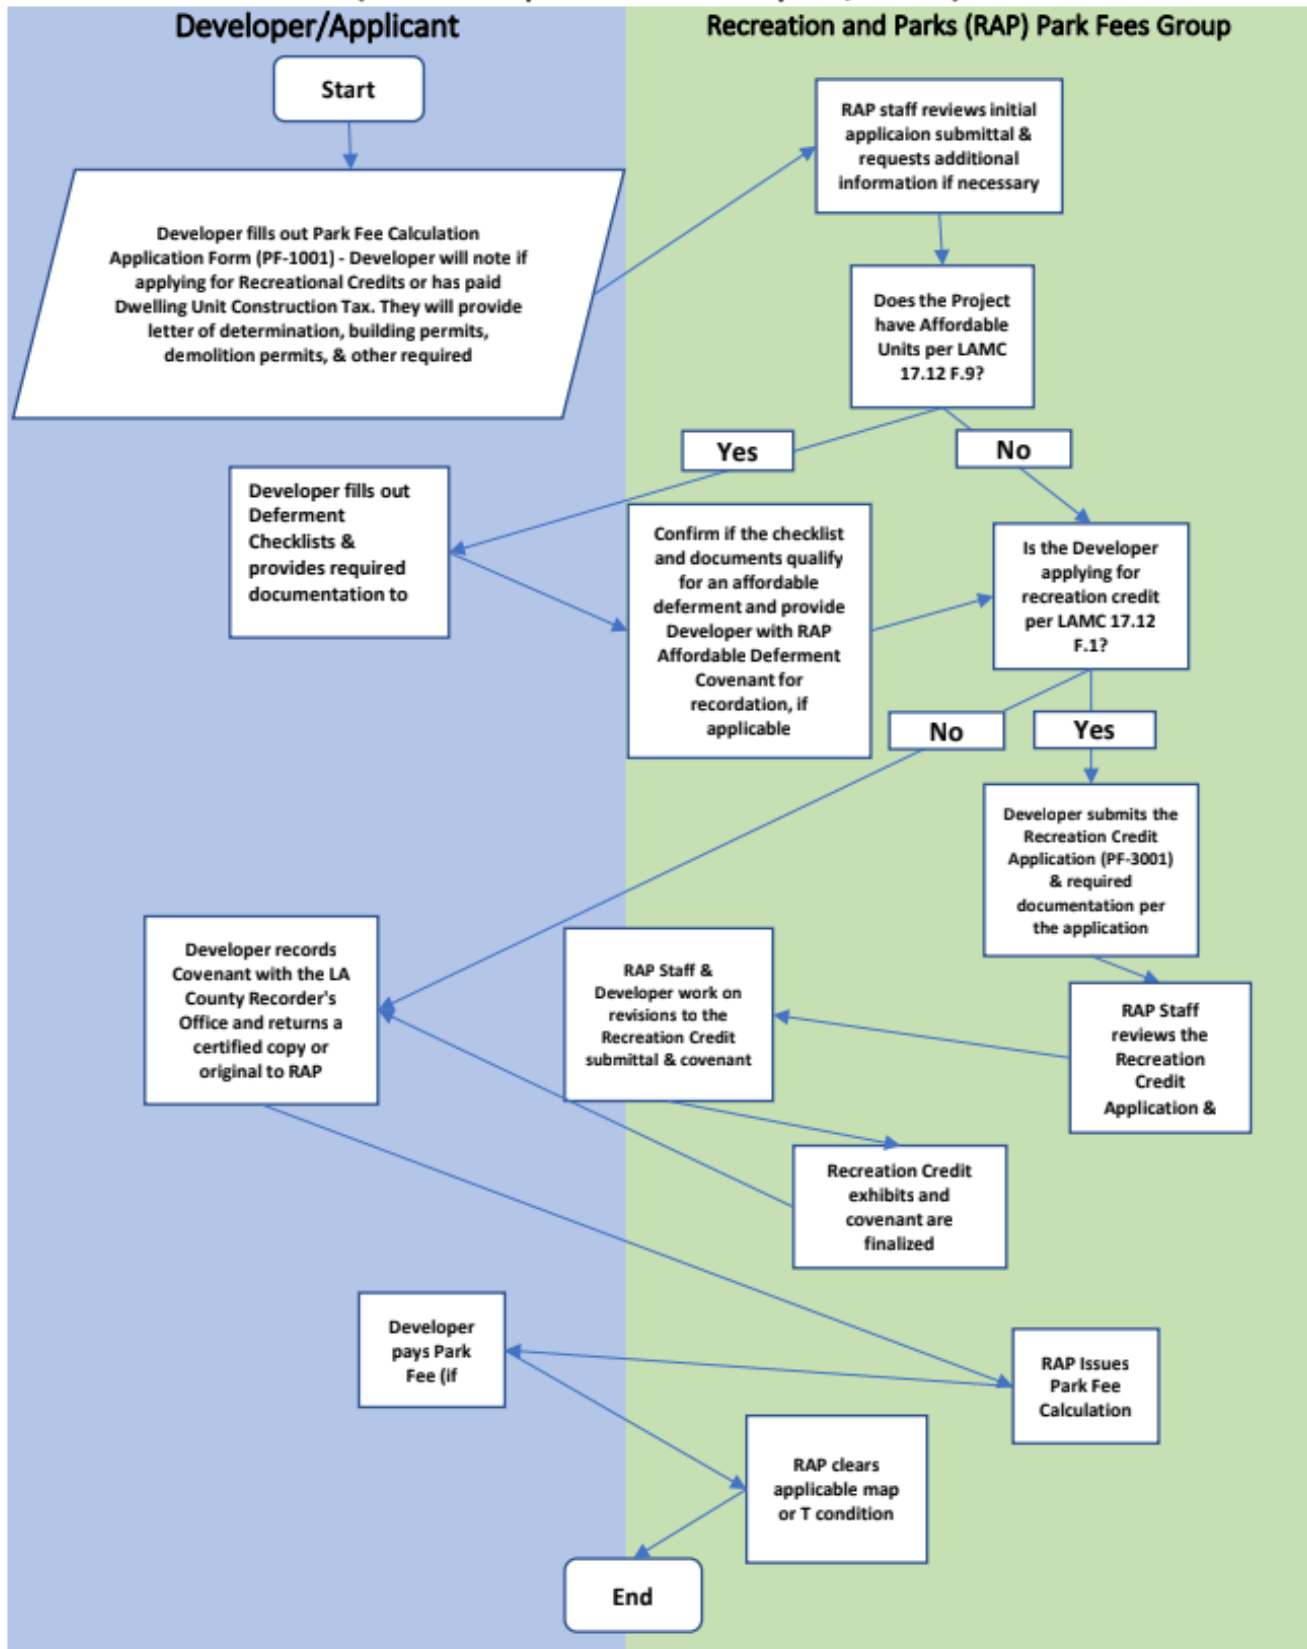 Developer/Applicant
Recreation and Parks (RAP) Park Fees Group
Start
RAP staff reviews initial
applicaion submittal &
requests additional
information if necessary
Developer fills out Park Fee Calculation
Application Form (PF-1001) - Developer will note if
applying for Recreational Credits or has paid
Dwelling Unit Construction Tax. They will provide
letter of determination, building permits,
demolition permits, & other required
Does the Project
have Affordable
Units per LAMC
17.12 F.9?
Yes
No
Developer fills out
Deferment
Checklists &
provides required
documentation to
Confirm if the checklist
and documents qualify
for an affordable
deferment and provide
Developer with RAP
Affordable Deferment
Covenant for
recordation, if
applicable
Is the Developer
applying for
recreation credit
per LAMC 17.12
F.1?
No
Yes
Developer submits the
Recreation Credit
Application (PF-3001)
& required
documentation per
the application
Developer records
Covenant with the LA
County Recorder's
Office and returns a
certified copy or
original to RAP
RAP Staff &
Developer work on
revisions to the
Recreation Credit
submittal & covenant
RAP Staff
reviews the
Recreation
Credit
Application &
Recreation Credit
exhibits and
covenant are
finalized
Developer
pays Park
Fee (if
RAP Issues
Park Fee
Calculation
RAP clears
applicable map
or T condition
End